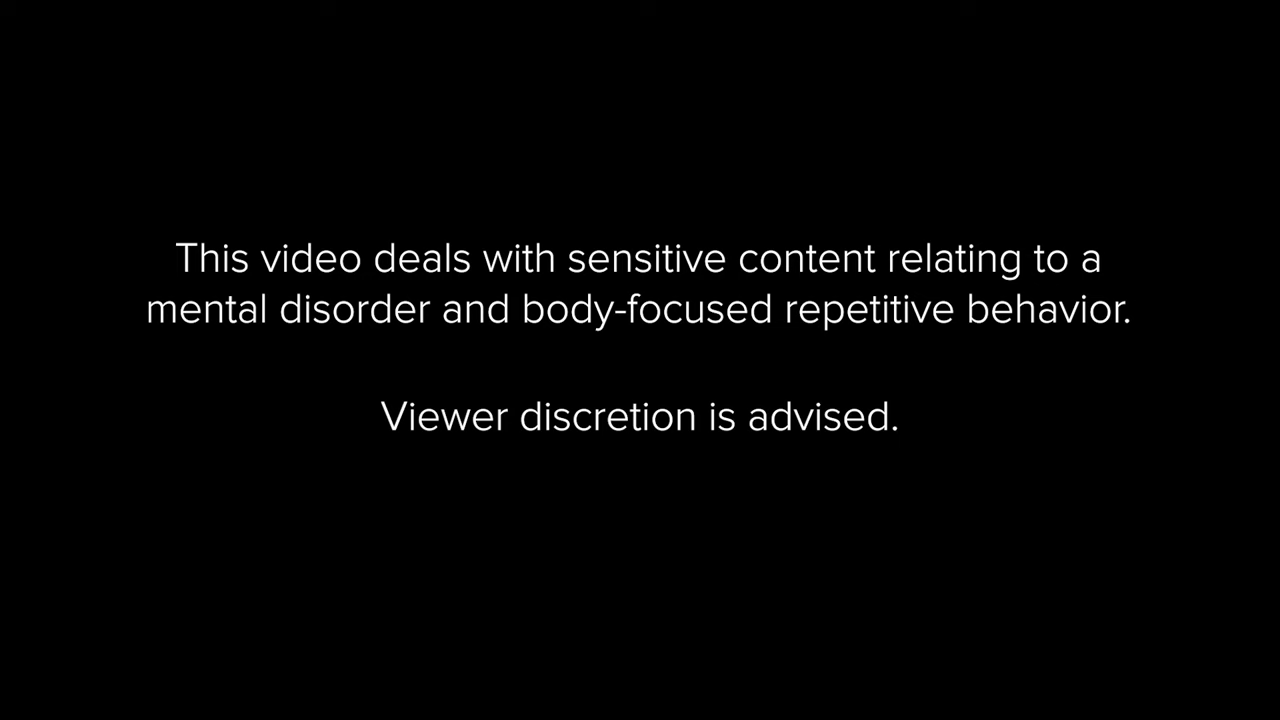 This video deals with sensitive content relating to a
mental disorder and body-focused repetitive behavior.
Viewer discretion is advised.